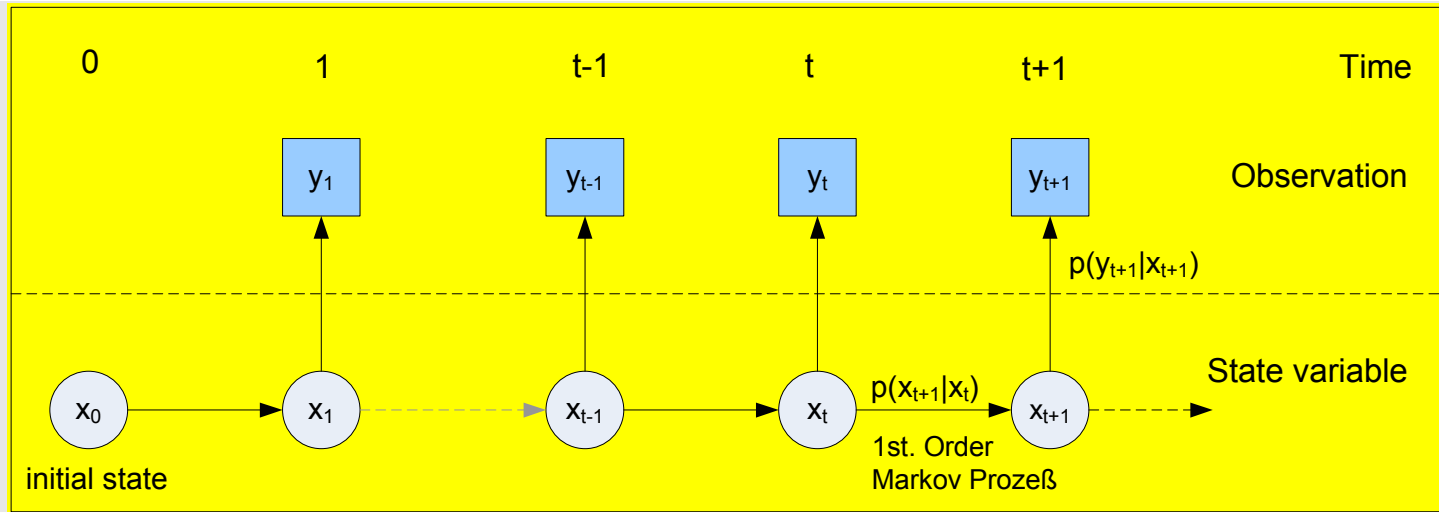 0 1 t-1 t t+1 Time
y₁ yₜ₋₁ yₜ yₜ₊₁ Observation
p(yₜ₊₁|xₜ₊₁)
State variable
x₀ x₁ xₜ₋₁ xₜ p(xₜ₊₁|xₜ) xₜ₊₁
initial state
1st. Order
Markov Prozeß